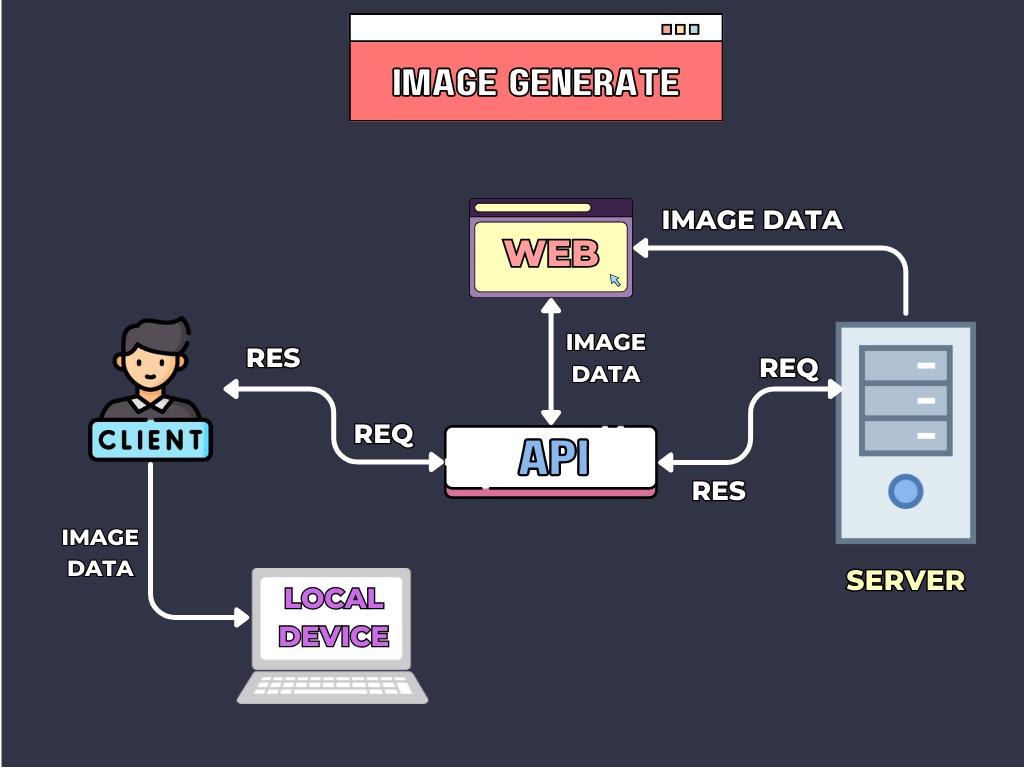 IMAGE GENERATE
WEB
IMAGE DATA
IMAGE
DATA
RES
REQ
REQ
CLIENT
API
RES
IMAGE
DATA
SERVER
LOCAL
DEVICE